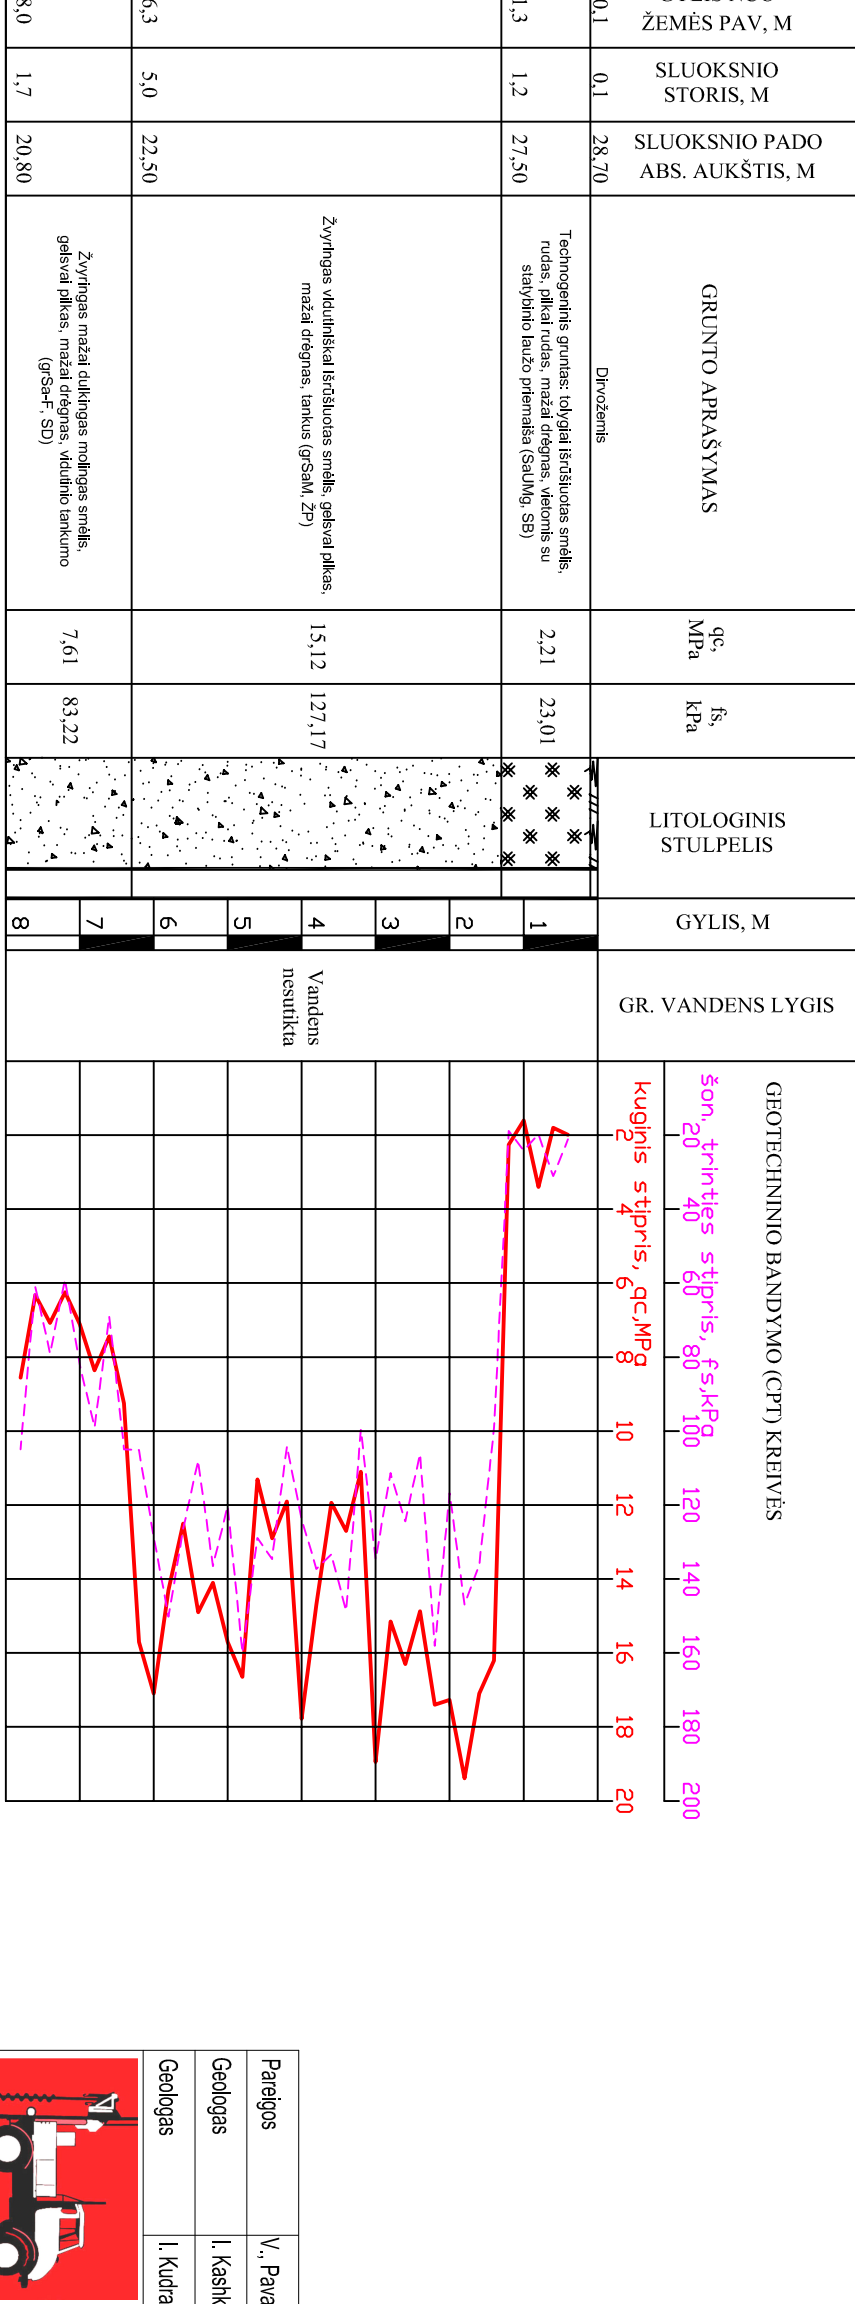 ŽEMĖS PAV, M
SLUOKSNIO
STORIS, M
SLUOKSNIO PADO
ABS. AUKŠTIS, M
GRUNTO APRAŠYMAS
qc,
MPa
fs,
kPa
LITOLOGINIS
STULPELIS
GYLIS, M
GR. VANDENS LYGIS
GEOTECHNINIO BANDYMO (CPT) KREIVĖS
0,1
0,1
28,70
Dirvožemis
1,3
1,2
27,50
Technogeninis gruntas: tolygiai išrūšiuotas smėlis,
rudas, pilkai rudas, mažai drėgnas, vietomis su
statybinio laužo priemaiša (SaUMg, SB)
2,21
23,01
6,3
5,0
22,50
Žvyringas vidutiniškai išrūšiuotas smėlis, gelsvai pilkas,
mažai drėgnas, tankus (grSaM, ŽP)
15,12
127,17
8,0
1,7
20,80
Žvyringas mažai dulkingas molingas smėlis,
gelsvai pilkas, mažai drėgnas, vidutinio tankumo
(grSa-F, SD)
7,61
83,22
1
2
3
4
5
6
7
8
Vandens
nesutikta
šon. trinties stipris, fs,kPa
20 40 60 80 100 120 140 160 180 200
kuginis stipris, qc,MPa
2 4 6 8 10 12 14 16 18 20
Pareigos V., Pava
Geologas I. Kashk
Geologas I. Kudra